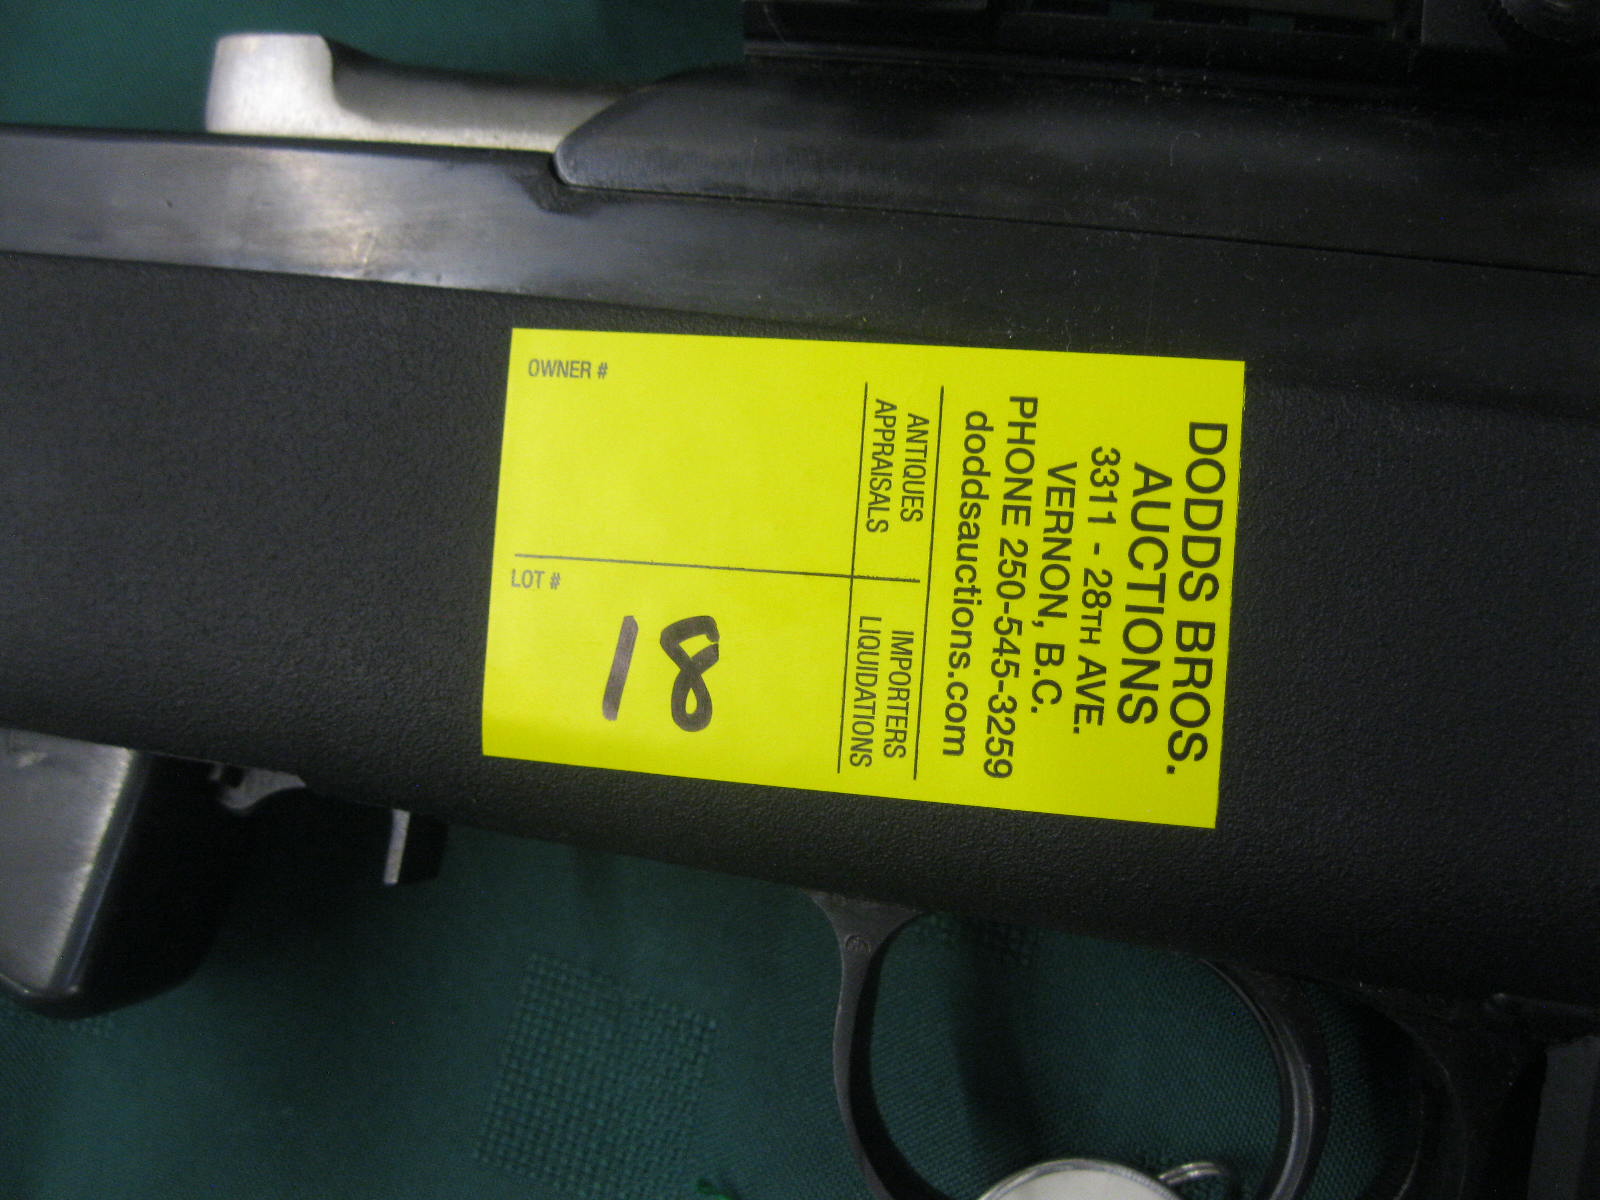 DODDS BROS.
AUCTIONS
3311 - 28TH AVE.
VERNON, B.C.
PHONE 250-545-3259
doddsauctions.com
ANTIQUES IMPORTERS
APPRAISALS LIQUIDATIONS
OWNER #
LOT #
18